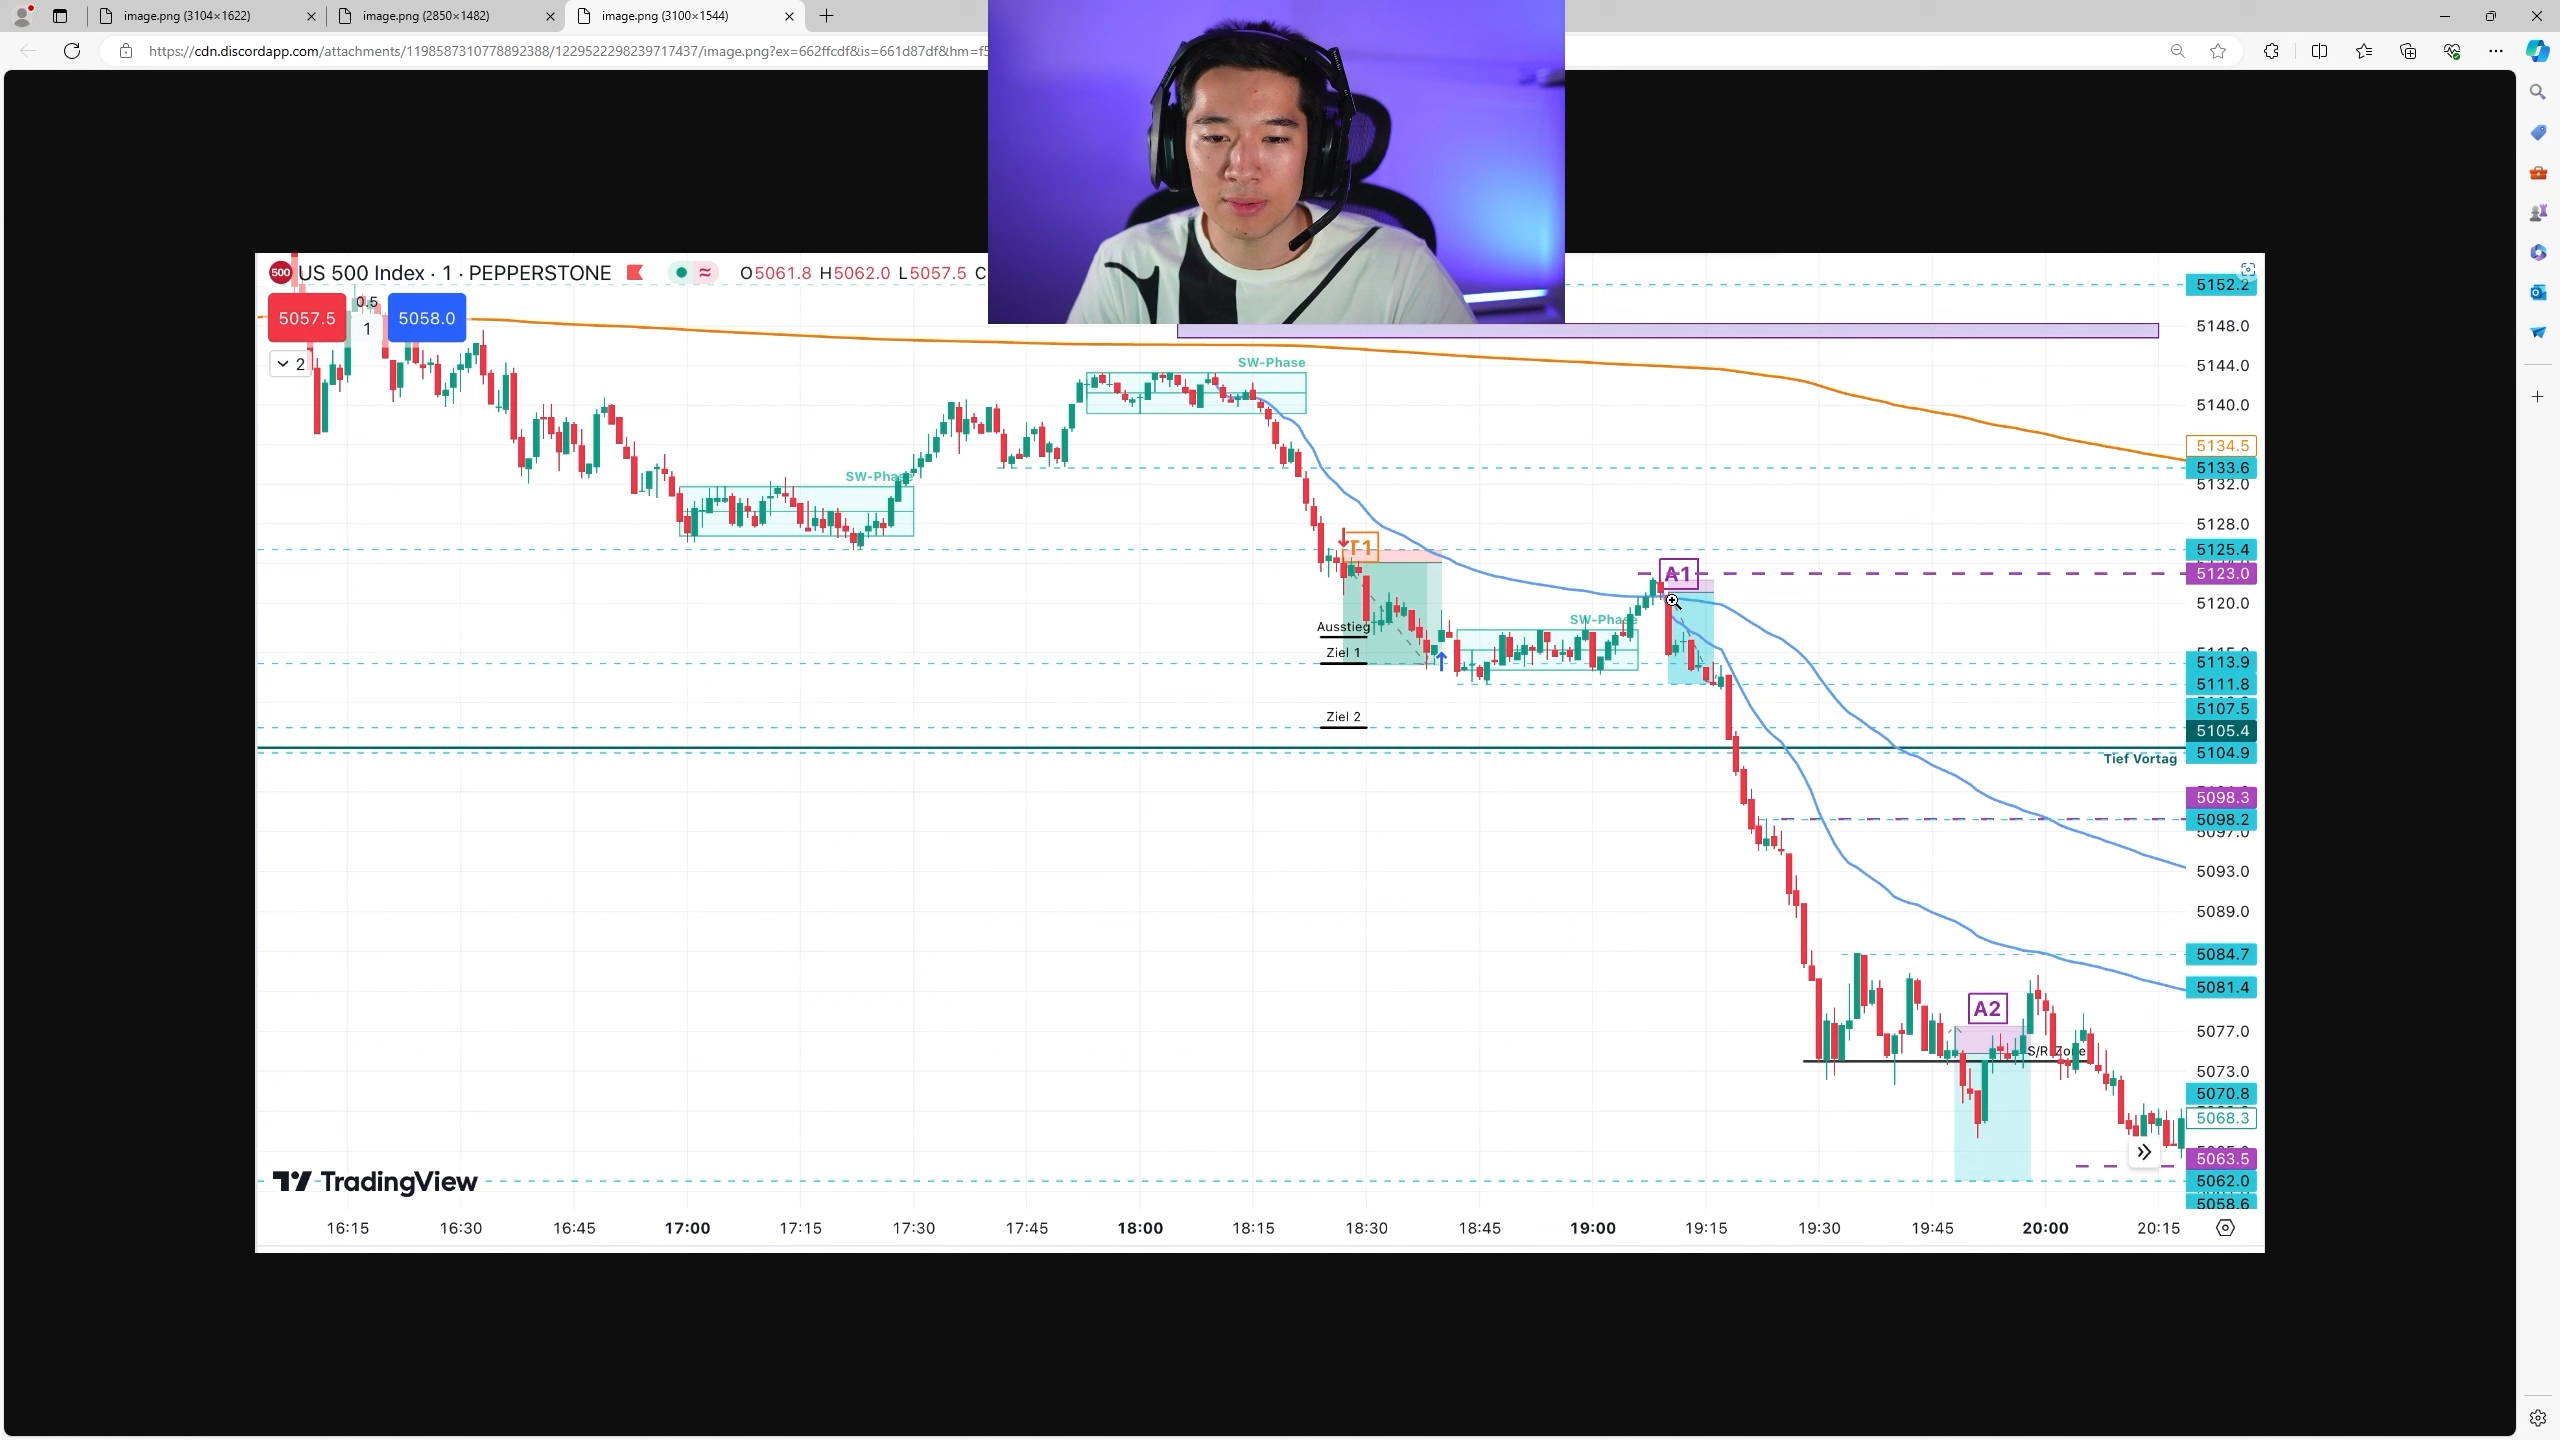 image.png (3104×1622)
image.png (2850×1482)
image.png (3100×1544)
https://cdn.discordapp.com/attachments/1198587310778892388/1229522298239717437/image.png?ex=662ffcdf&is=661d87df&hm=f5
500 US 500 Index · 1 · PEPPERSTONE O5061.8 H5062.0 L5057.5 C
5057.5 0.5 1 5058.0
2
5152.2
5148.0
SW-Phase
5144.0
5140.0
5134.5
5133.6
SW-Phase
5132.0
5128.0
T1
5125.4
A1
5123.0
5120.0
SW-Phase
Ausstieg
Ziel 1
5113.9
5111.8
5107.5
Ziel 2
5105.4
5104.9
Tief Vortag
5098.3
5098.2
5097.0
5093.0
5089.0
5084.7
5081.4
A2
5077.0
S/R Zone
5073.0
5070.8
5068.3
5063.5
TradingView
5062.0
5058.6
16:15 16:30 16:45 17:00 17:15 17:30 17:45 18:00 18:15 18:30 18:45 19:00 19:15 19:30 19:45 20:00 20:15